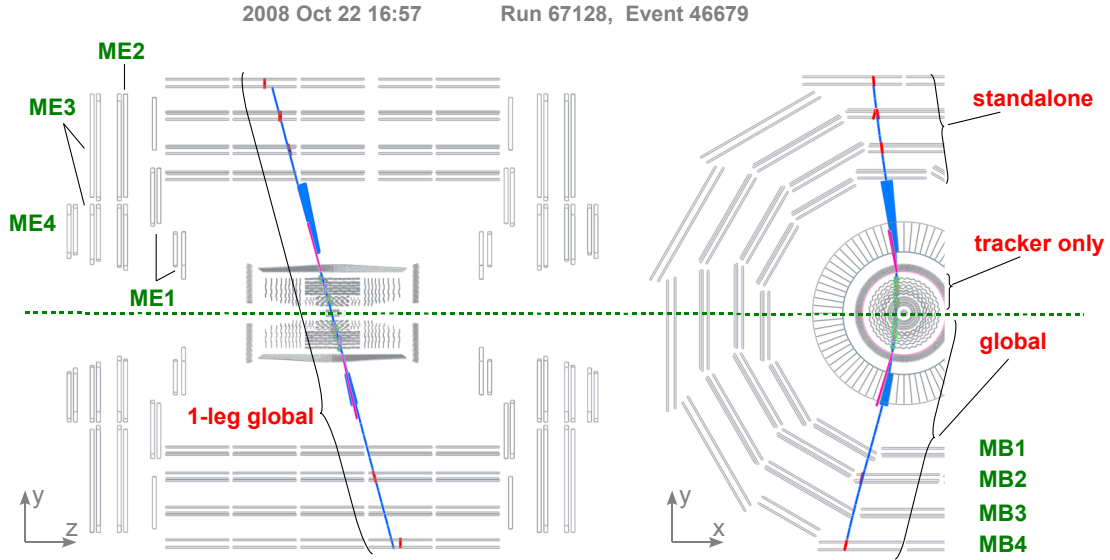 2008 Oct 22 16:57 Run 67128, Event 46679
ME2
ME3
ME4
ME1
1-leg global
y
z
standalone
tracker only
global
MB1
MB2
MB3
MB4
y
x